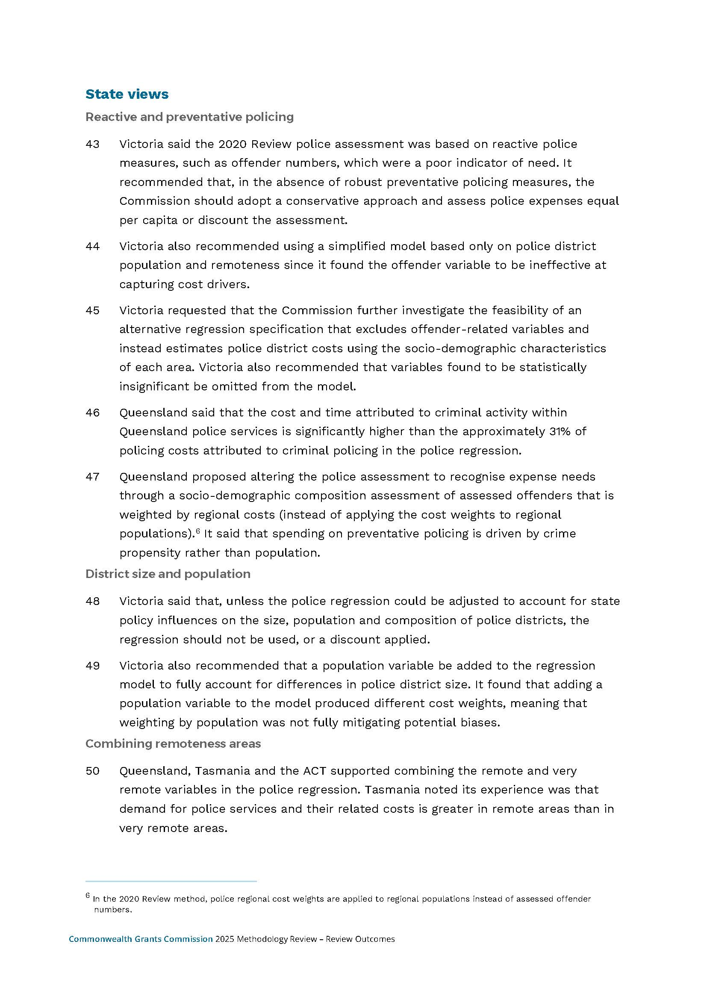 State views
Reactive and preventative policing
43 Victoria said the 2020 Review police assessment was based on reactive police
measures, such as offender numbers, which were a poor indicator of need. It
recommended that, in the absence of robust preventative policing measures, the
Commission should adopt a conservative approach and assess police expenses equal
per capita or discount the assessment.
44 Victoria also recommended using a simplified model based only on police district
population and remoteness since it found the offender variable to be ineffective at
capturing cost drivers.
45 Victoria requested that the Commission further investigate the feasibility of an
alternative regression specification that excludes offender-related variables and
instead estimates police district costs using the socio-demographic characteristics
of each area. Victoria also recommended that variables found to be statistically
insignificant be omitted from the model.
46 Queensland said that the cost and time attributed to criminal activity within
Queensland police services is significantly higher than the approximately 31% of
policing costs attributed to criminal policing in the police regression.
47 Queensland proposed altering the police assessment to recognise expense needs
through a socio-demographic composition assessment of assessed offenders that is
weighted by regional costs (instead of applying the cost weights to regional
populations).6 It said that spending on preventative policing is driven by crime
propensity rather than population.
District size and population
48 Victoria said that, unless the police regression could be adjusted to account for state
policy influences on the size, population and composition of police districts, the
regression should not be used, or a discount applied.
49 Victoria also recommended that a population variable be added to the regression
model to fully account for differences in police district size. It found that adding a
population variable to the model produced different cost weights, meaning that
weighting by population was not fully mitigating potential biases.
Combining remoteness areas
50 Queensland, Tasmania and the ACT supported combining the remote and very
remote variables in the police regression. Tasmania noted its experience was that
demand for police services and their related costs is greater in remote areas than in
very remote areas.
6 In the 2020 Review method, police regional cost weights are applied to regional populations instead of assessed offender
numbers.
Commonwealth Grants Commission 2025 Methodology Review – Review Outcomes